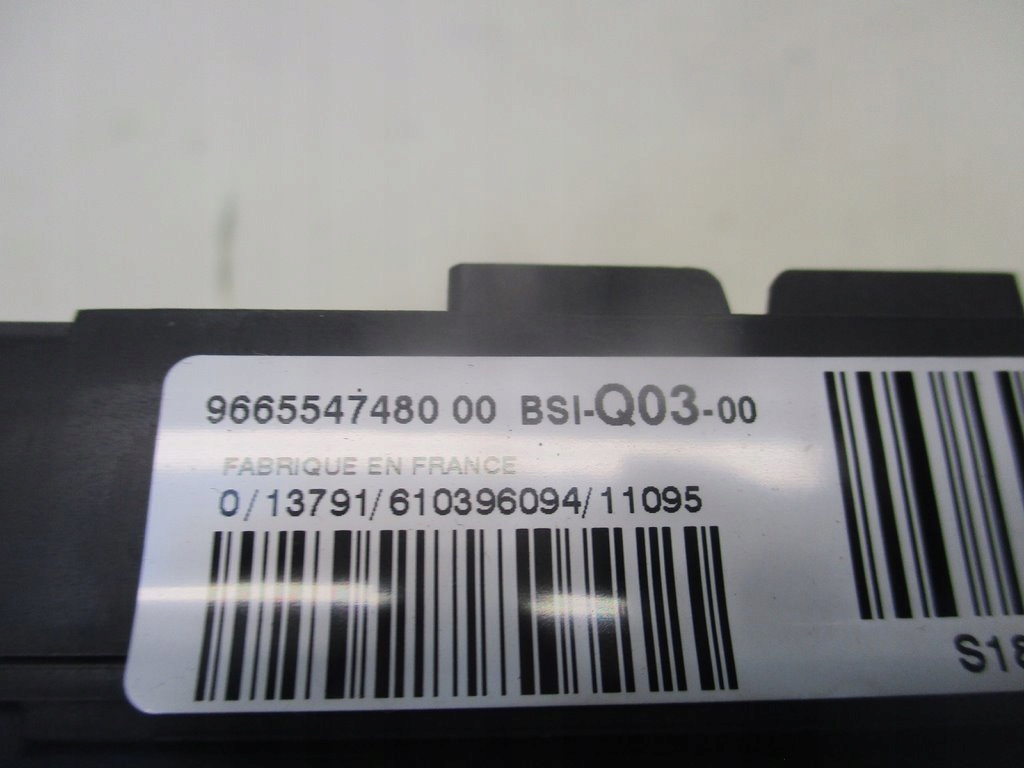 9665547480 00 BSI-Q03-00
FABRIQUE EN FRANCE
0/13791/610396094/11095
S18